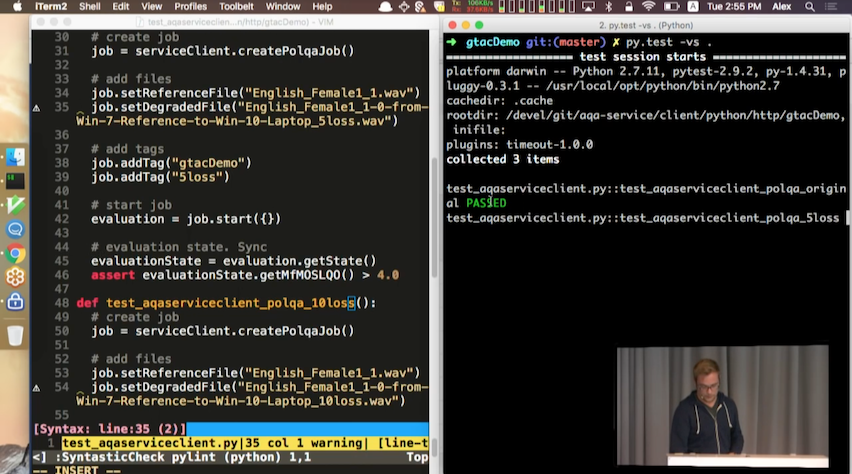 iTerm2 Shell Edit View Profiles Toolbelt Window Help
Tue 2:55 PM Alex
test_aqaserviceclien...n/http/gtacDemo) - VIM
30 # create job
31 job = serviceClient.createPolqaJob()
32
33 # add files
34 job.setReferenceFile("English_Female1_1.wav")
35 job.setDegradedFile("English_Female1_1-0-from-
Win-7-Reference-to-Win-10-Laptop_5loss.wav")
36
37 # add tags
38 job.addTag("gtacDemo")
39 job.addTag("5loss")
40
41 # start job
42 evaluation = job.start({})
43
44 # evaluation state. Sync
45 evaluationState = evaluation.getState()
46 assert evaluationState.getMfMOSLQO() > 4.0
47
48 def test_aqaserviceclient_polqa_10loss():
49 # create job
50 job = serviceClient.createPolqaJob()
51
52 # add files
53 job.setReferenceFile("English_Female1_1.wav")
54 job.setDegradedFile("English_Female1_1-0-from-
Win-7-Reference-to-Win-10-Laptop_10loss.wav")
55
[Syntax: line:35 (2)]
1 test_aqaserviceclient.py|35 col 1 warning| [line-t
<] :SyntasticCheck pylint (python) 1,1 Top
-- INSERT --
2. py.test -vs . (Python)
➜ gtacDemo git:(master) ✗ py.test -vs .
=================== test session starts ===================
platform darwin -- Python 2.7.11, pytest-2.9.2, py-1.4.31, p
luggy-0.3.1 -- /usr/local/opt/python/bin/python2.7
cachedir: .cache
rootdir: /devel/git/aqa-service/client/python/http/gtacDemo,
inifile:
plugins: timeout-1.0.0
collected 3 items
test_aqaserviceclient.py::test_aqaserviceclient_polqa_origin
al PASSED
test_aqaserviceclient.py::test_aqaserviceclient_polqa_5loss